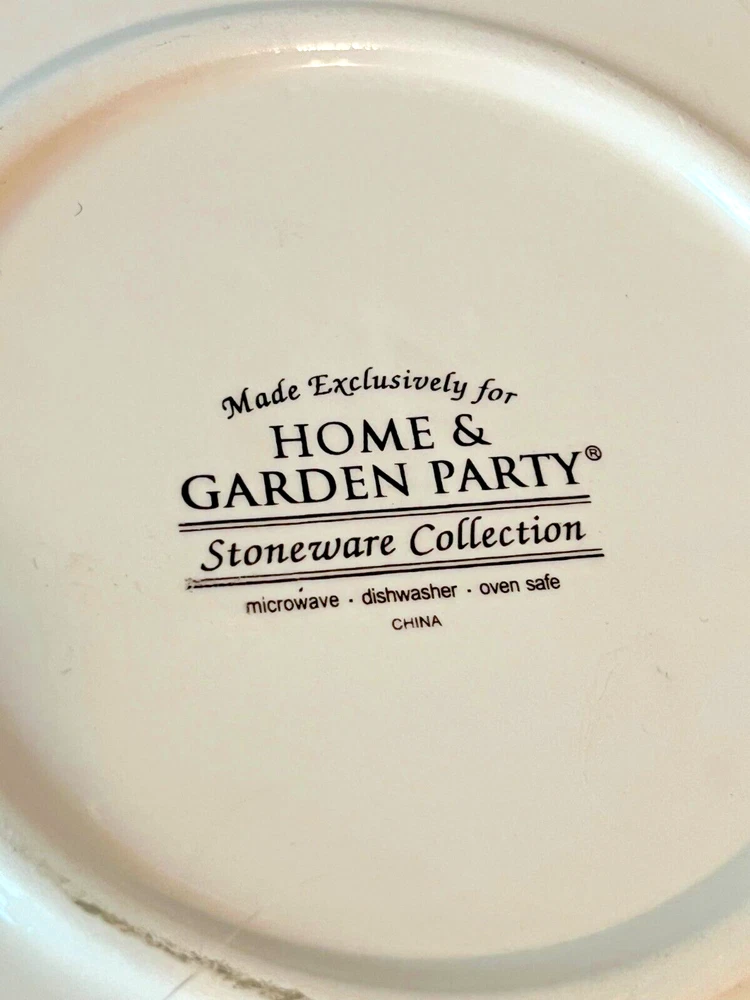 Made Exclusively for
HOME &
GARDEN PARTY®
Stoneware Collection
microwave · dishwasher · oven safe
CHINA